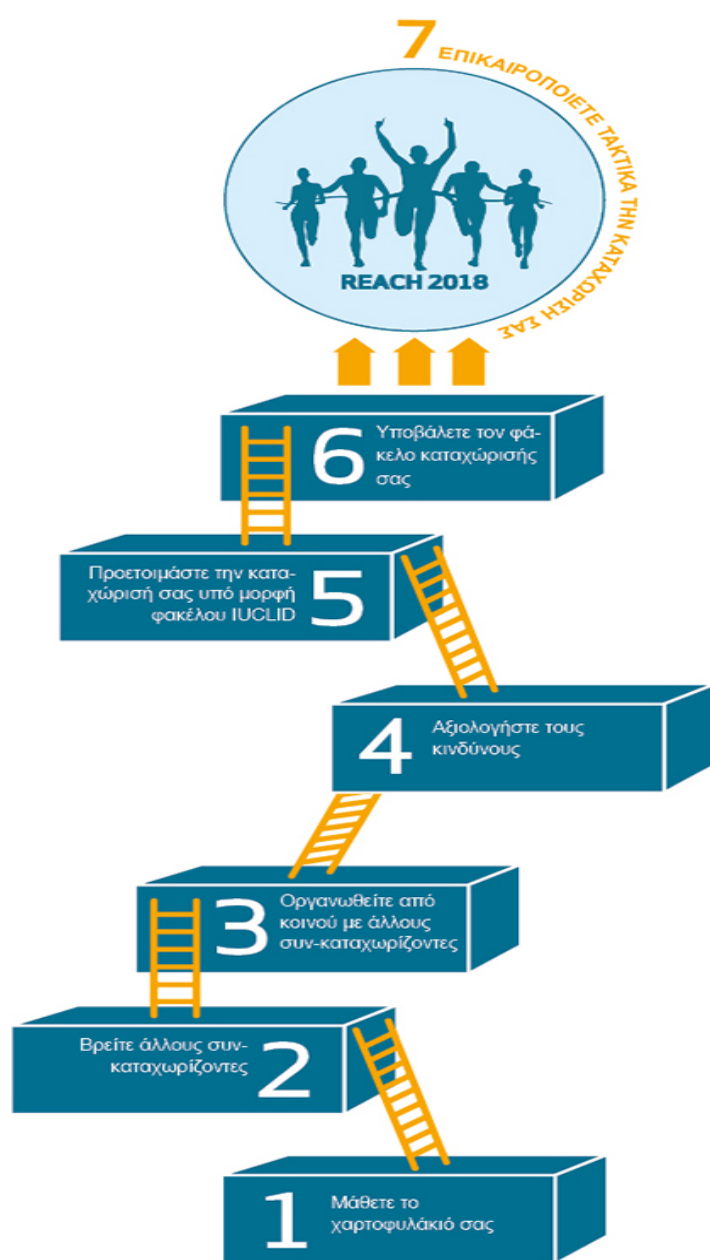 7 ΕΠΙΚΑΙΡΟΠΟΙΕΙΤΕ ΤΑΚΤΙΚΑ ΤΗΝ ΚΑΤΑΧΩΡΙΣΗ ΣΑΣ
REACH 2018
6
Υποβάλετε τον φά-
κελο καταχώρισής
σας
Προετοιμάστε την κατα-
χώρισή σας υπό μορφή
φακέλου IUCLID
5
4
Αξιολογήστε τους
κινδύνους
3
Οργανωθείτε από
κοινού με άλλους
συν-καταχωρίζοντες
Βρείτε άλλους συν-
καταχωρίζοντες
2
1
Μάθετε το
χαρτοφυλάκιό σας